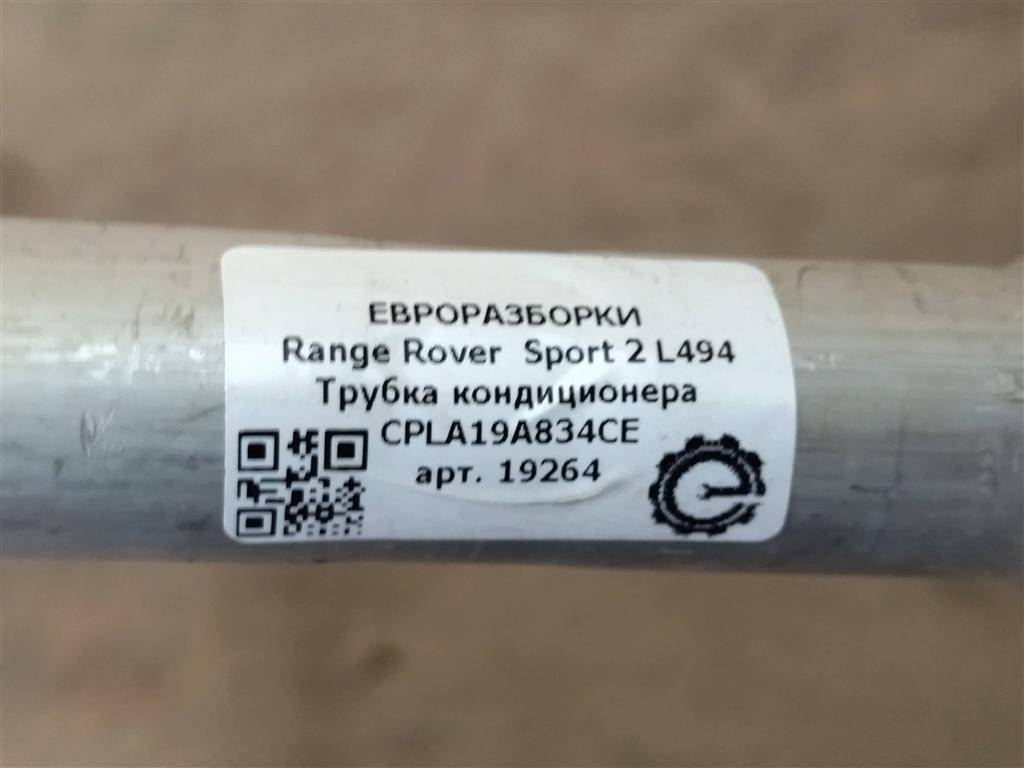 ЕВРОРАЗБОРКИ
Range Rover Sport 2 L494
Трубка кондиционера
CPLA19A834CE
арт. 19264